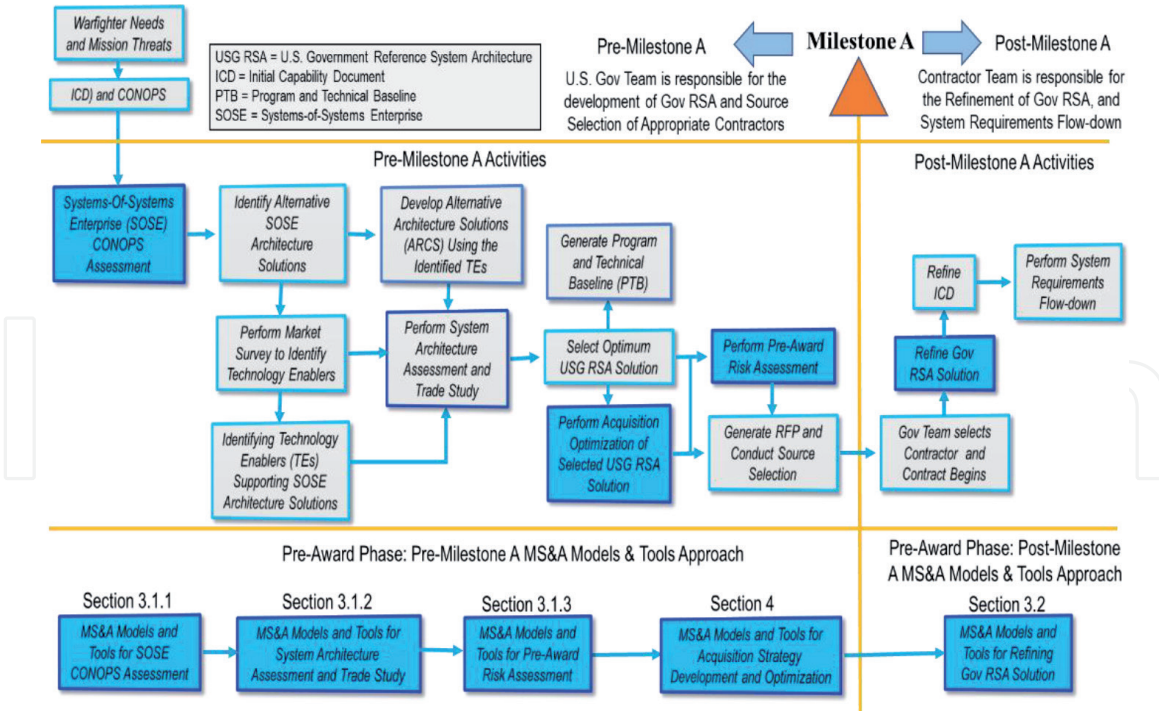 Warfighter Needs
and Mission Threats
ICD) and CONOPS
USG RSA = U.S. Government Reference System Architecture
ICD = Initial Capability Document
PTB = Program and Technical Baseline
SOSE = Systems-of-Systems Enterprise
Pre-Milestone A
U.S. Gov Team is responsible for the
development of Gov RSA and Source
Selection of Appropriate Contractors
Milestone A
Post-Milestone A
Contractor Team is responsible for
the Refinement of Gov RSA, and
System Requirements Flow-down
Pre-Milestone A Activities
Post-Milestone A Activities
Systems-Of-Systems
Enterprise (SOSE)
CONOPS
Assessment
Identify Alternative
SOSE
Architecture
Solutions
Develop Alternative
Architecture Solutions
(ARCS) Using the
Identified TEs
Generate Program
and Technical
Baseline (PTB)
Refine
ICD
Perform System
Requirements
Flow-down
Perform Market
Survey to Identify
Technology Enablers
Perform System
Architecture
Assessment and
Trade Study
Select Optimum
USG RSA Solution
Perform Pre-Award
Risk Assessment
Refine Gov
RSA Solution
Identifying Technology
Enablers (TEs)
Supporting SOSE
Architecture Solutions
Perform Acquisition
Optimization of
Selected USG RSA
Solution
Generate RFP and
Conduct Source
Selection
Gov Team selects
Contractor and
Contract Begins
Pre-Award Phase: Pre-Milestone A MS&A Models & Tools Approach
Pre-Award Phase: Post-Milestone
A MS&A Models & Tools Approach
Section 3.1.1
MS&A Models and
Tools for SOSE
CONOPS Assessment
Section 3.1.2
MS&A Models and Tools for
System Architecture
Assessment and Trade Study
Section 3.1.3
MS&A Models and
Tools for Pre-Award
Risk Assessment
Section 4
MS&A Models and Tools for
Acquisition Strategy
Development and Optimization
Section 3.2
MS&A Models and
Tools for Refining
Gov RSA Solution